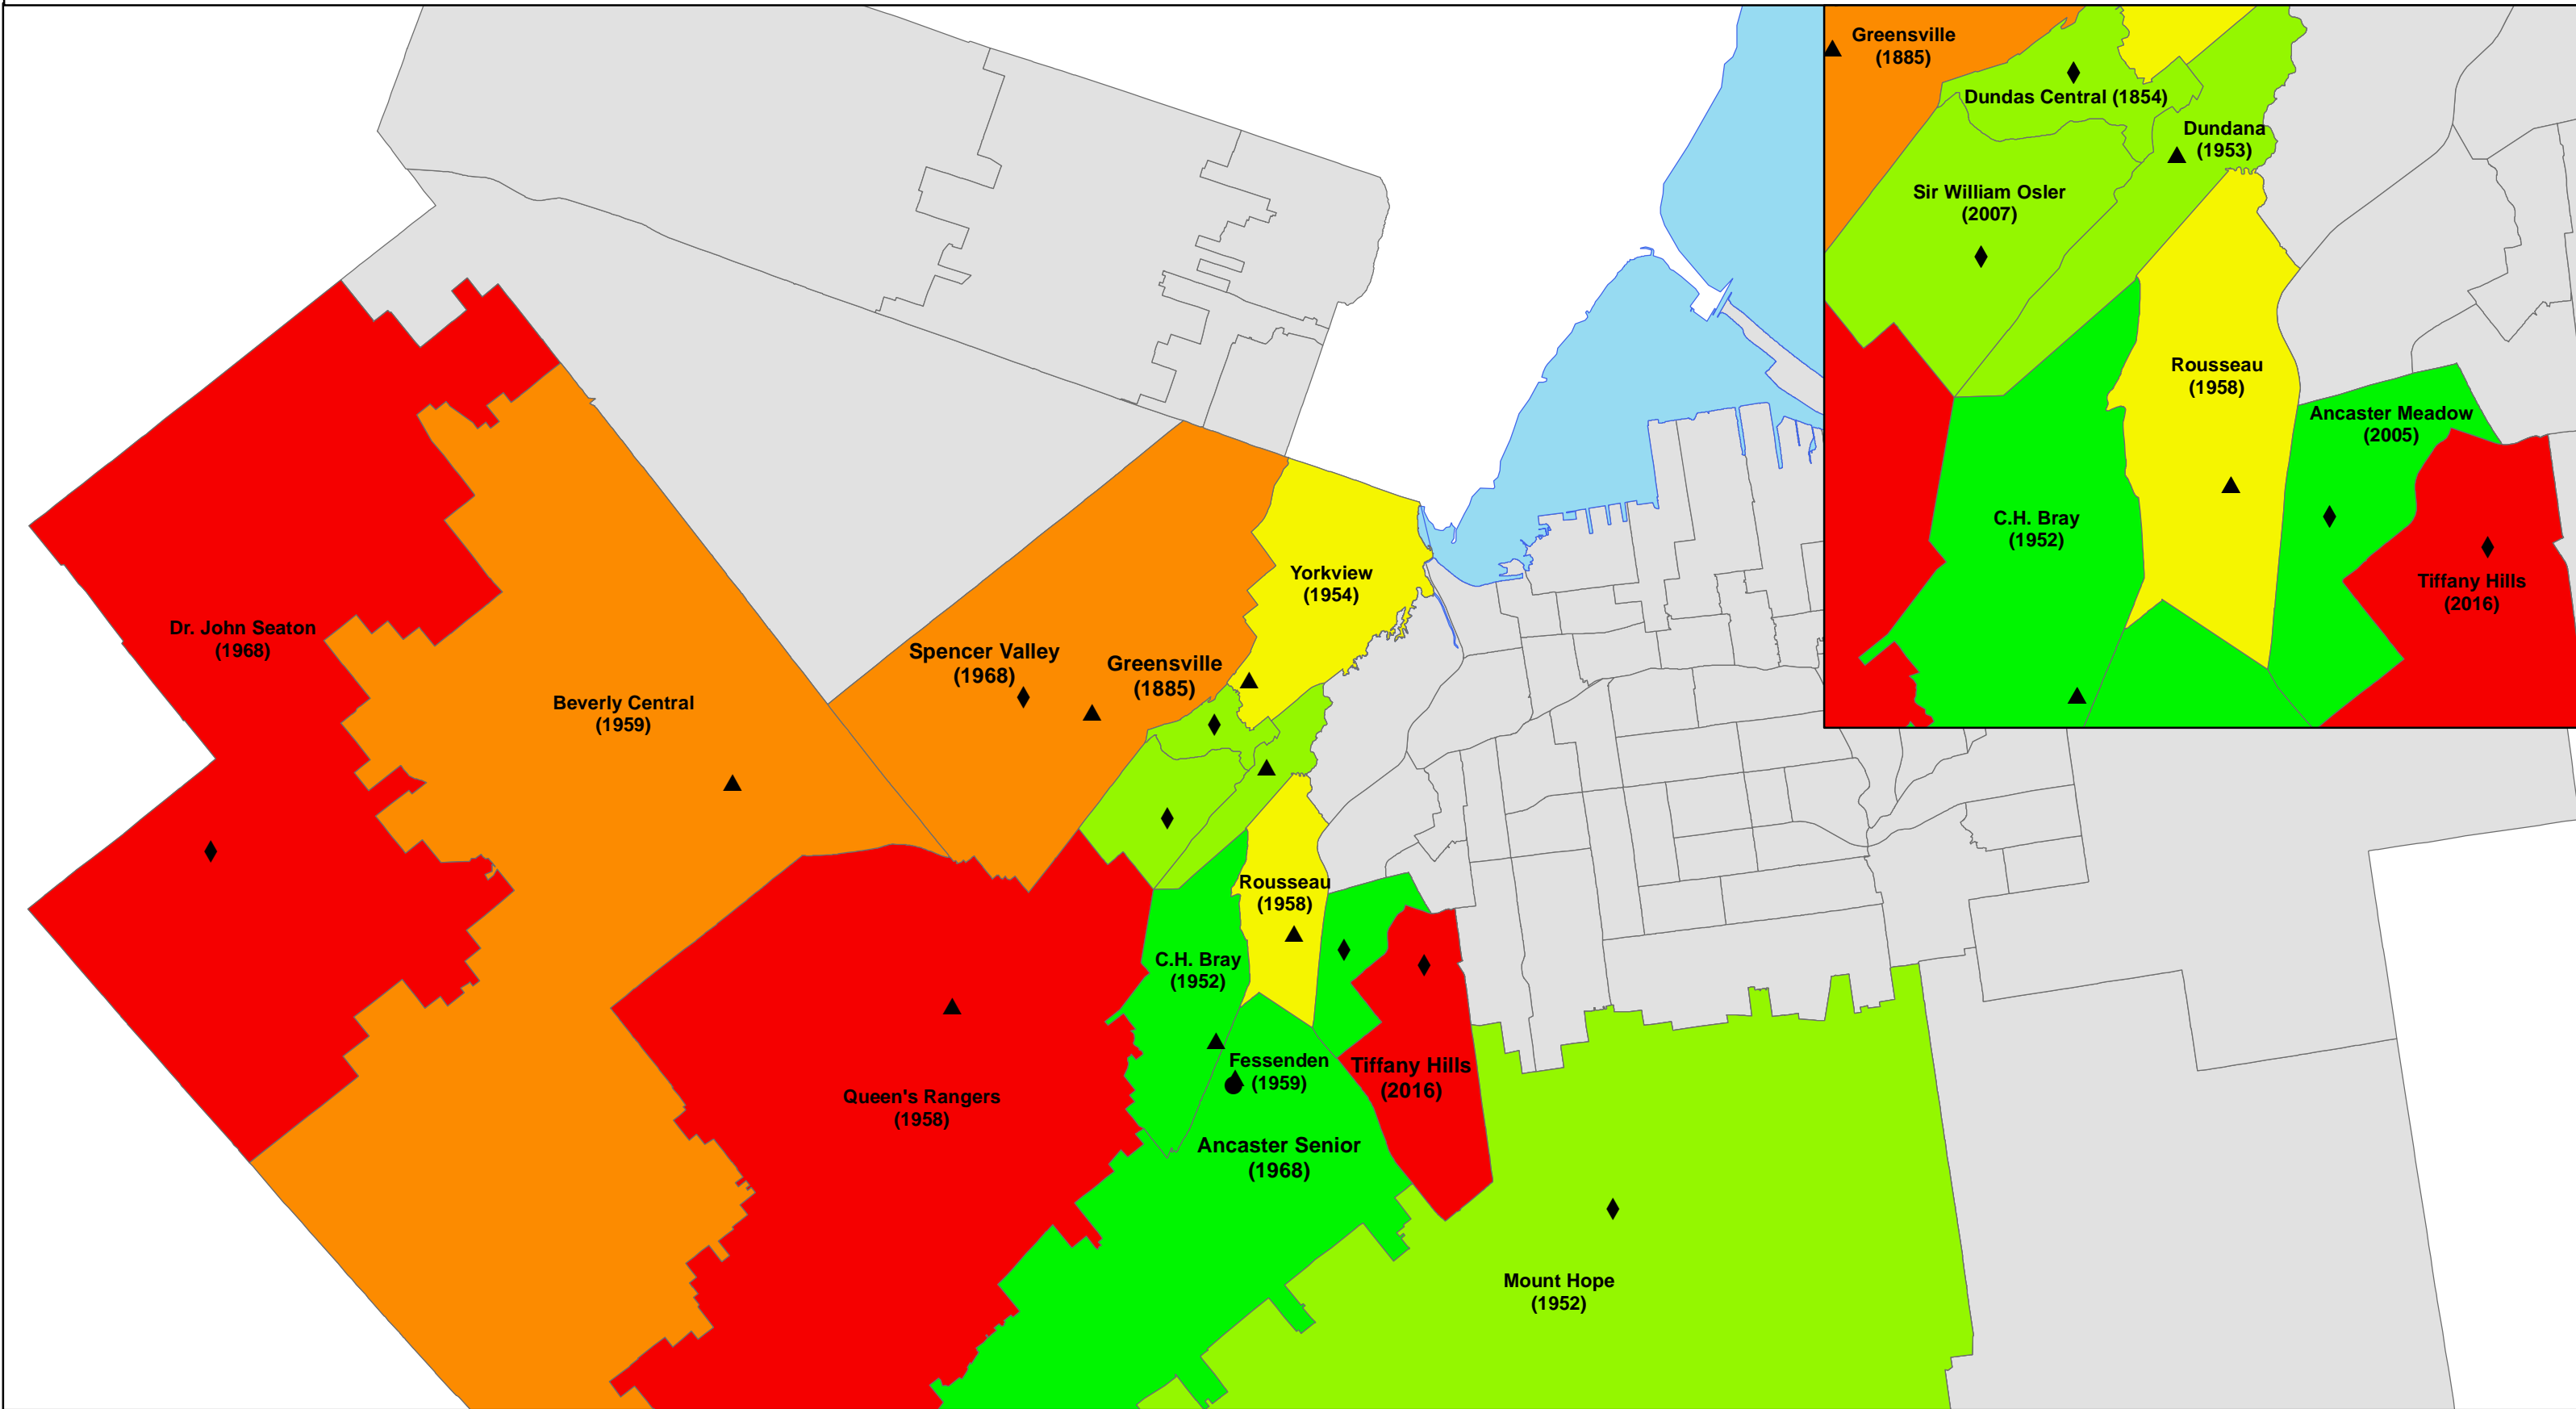 Greensville
(1885)
Dundas Central (1854)
Dundana
(1953)
Sir William Osler
(2007)
Rousseau
(1958)
Ancaster Meadow
(2005)
C.H. Bray
(1952)
Tiffany Hills
(2016)
Yorkview
(1954)
Dr. John Seaton
(1968)
Spencer Valley
(1968)
Greensville
(1885)
Beverly Central
(1959)
Rousseau
(1958)
C.H. Bray
(1952)
Fessenden
(1959)
Tiffany Hills
(2016)
Queen's Rangers
(1958)
Ancaster Senior
(1968)
Mount Hope
(1952)